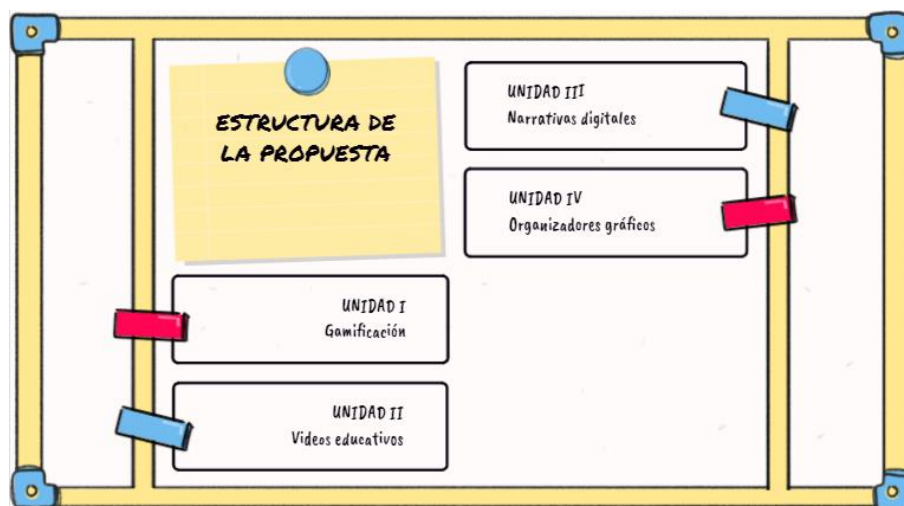 ESTRUCTURA DE
LA PROPUESTA
UNIDAD I
Gamificación
UNIDAD II
Videos educativos
UNIDAD III
Narrativas digitales
UNIDAD IV
Organizadores gráficos